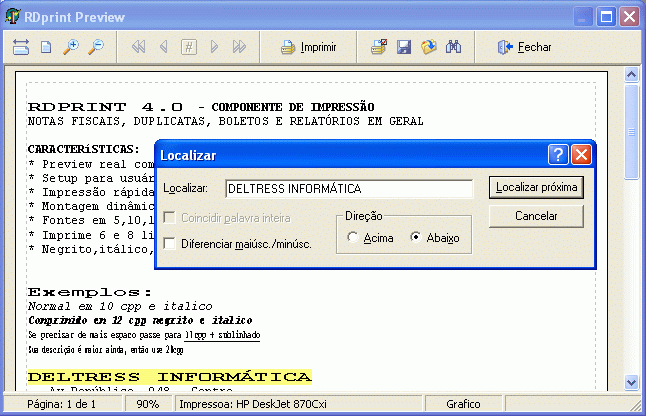 RDprint Preview
Imprimir
Fechar
RDPRINT 4.0 - COMPONENTE DE IMPRESSÃO
NOTAS FISCAIS, DUPLICATAS, BOLETOS E RELATÓRIOS EM GERAL
CARACTERíSTICAS:
* Preview real com
* Setup para usuár
* Impressão rápida
* Montagem dinâmic
* Fontes em 5,10,1
* Imprime 6 e 8 li
* Negrito,itálico,
Localizar
Localizar:
DELTRESS INFORMÁTICA
Localizar próxima
Cancelar
Coincidir palavra inteira
Diferenciar maiúsc./minúsc.
Direção
Acima
Abaixo
Exemplos:
Normal em 10 cpp e italico
Comprimido em 12 cpp negrito e italico
Se precisar de mais espaço passe para 17cpp + sublinhado
Sua descrição é maior ainda, então use 20cpp
DELTRESS INFORMÁTICA
Av República, 948 - Centro
Página: 1 de 1
90%
Impressoa: HP DeskJet 870Cxi
Grafico